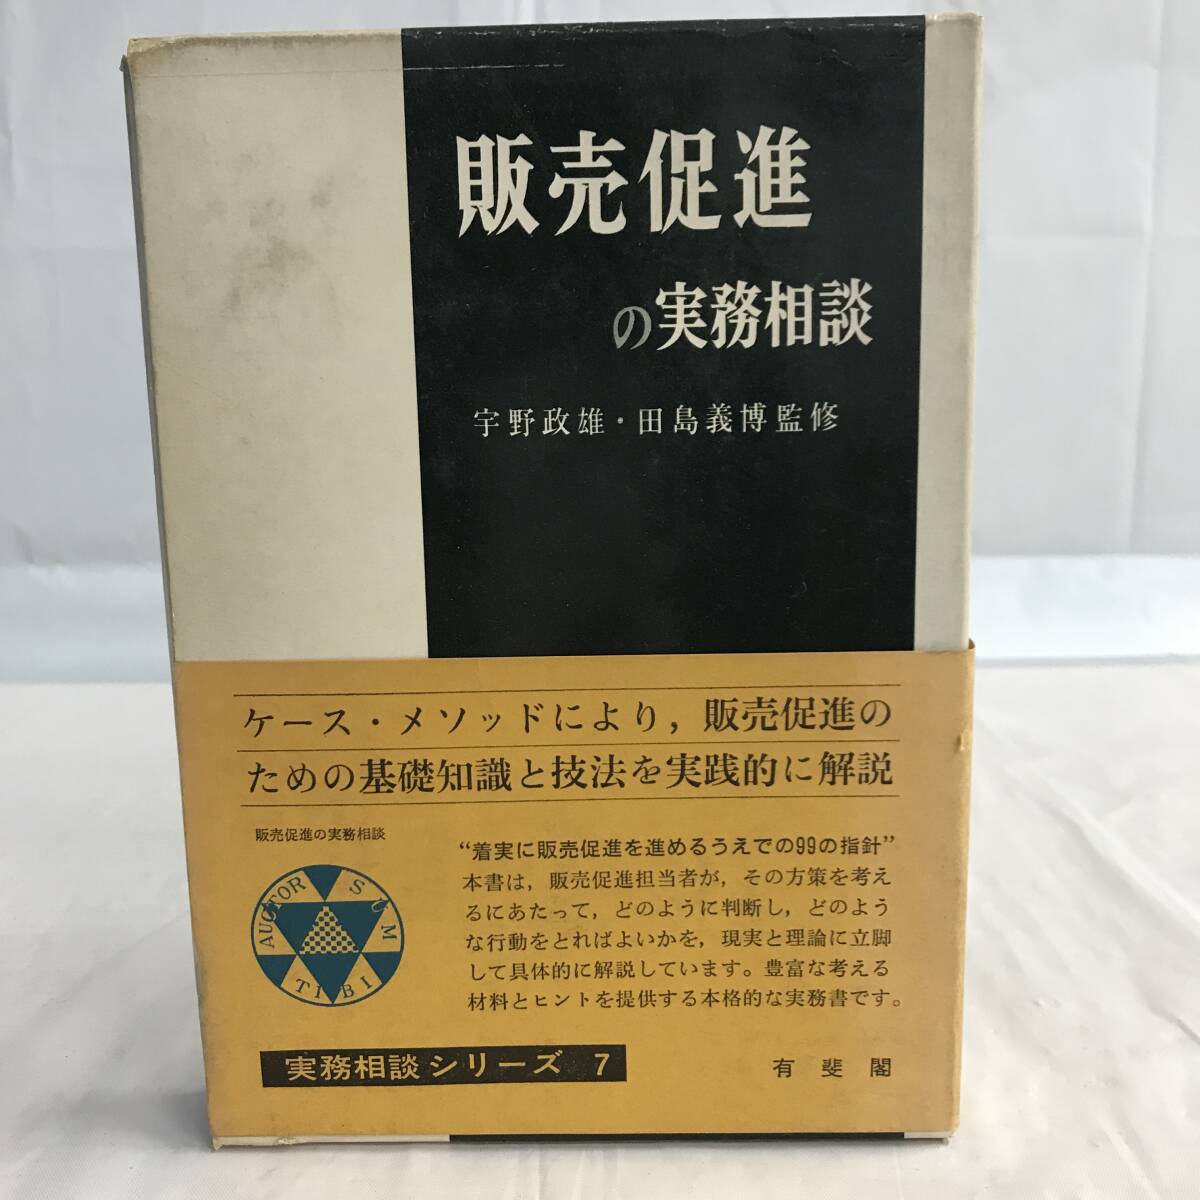 販売促進
の実務相談
宇野政雄・田島義博監修
ケース・メソッドにより，販売促進の
ための基礎知識と技法を実践的に解説
販売促進の実務相談
AUCTOR SUM TIBI
“着実に販売促進を進めるうえでの99の指針”
本書は，販売促進担当者が，その方策を考え
るにあたって，どのように判断し，どのよう
な行動をとればよいかを，現実と理論に立脚
して具体的に解説しています。豊富な考える
材料とヒントを提供する本格的な実務書です。
実務相談シリーズ 7
有斐閣